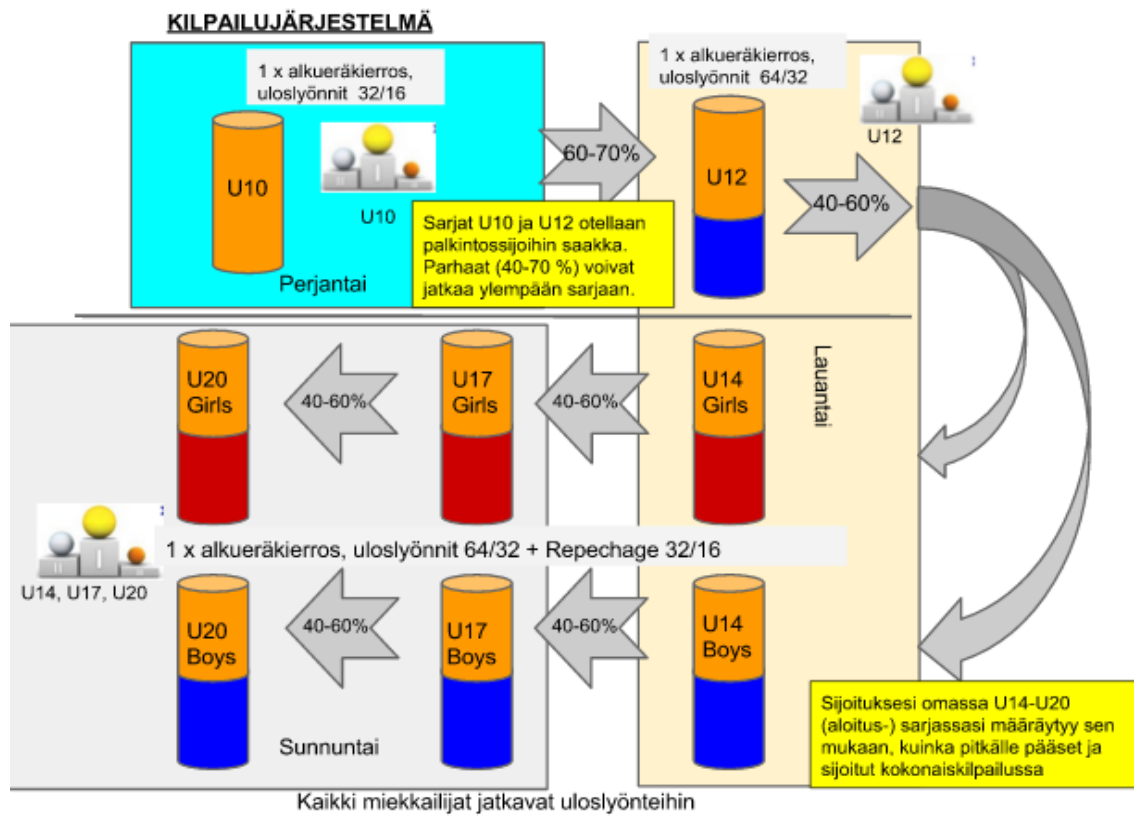 KILPAILUJÄRJESTELMÄ
1 x alkueräkierros,
uloslyönnit 32/16
U10
U10
Perjantai
60-70%
Sarjat U10 ja U12 otellaan
palkintossijoihin saakka.
Parhaat (40-70 %) voivat
jatkaa ylempään sarjaan.
1 x alkueräkierros,
uloslyönnit 64/32
U12
U12
40-60%
Lauantai
U20
Girls
40-60%
U17
Girls
40-60%
U14
Girls
1 x alkueräkierros, uloslyönnit 64/32 + Repechage 32/16
U14, U17, U20
U20
Boys
40-60%
U17
Boys
40-60%
U14
Boys
Sunnuntai
Sijoituksesi omassa U14-U20
(aloitus-) sarjassasi määräytyy sen
mukaan, kuinka pitkälle pääset ja
sijoitut kokonaiskilpailussa
Kaikki miekkailijat jatkavat uloslyönteihin